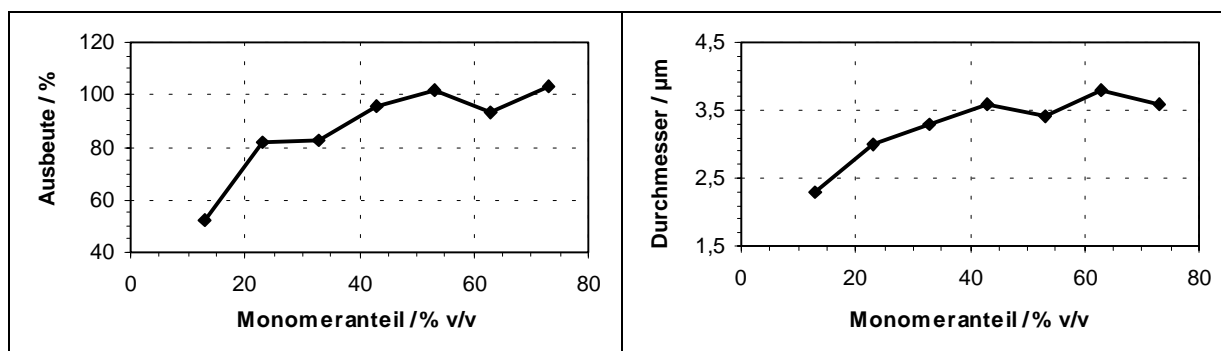 Ausbeute / %
120
100
80
60
40
0 20 40 60 80
Monomeranteil /% v/v
Durchmesser / µm
4,5
3,5
2,5
1,5
0 20 40 60 80
Monomeranteil /% v/v